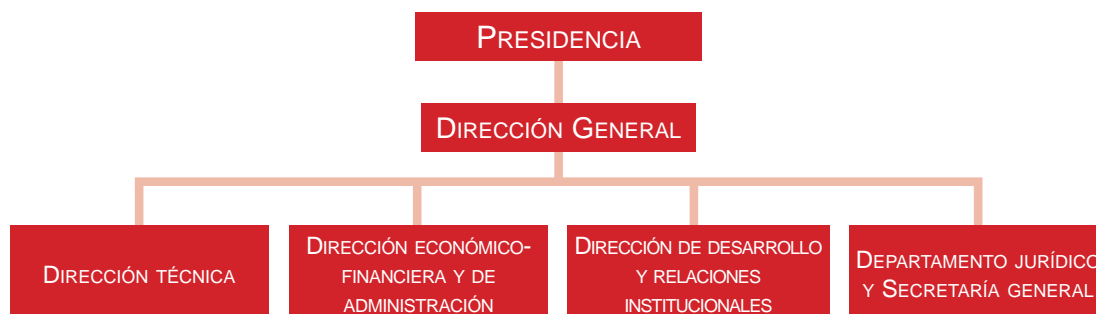 Presidencia
Dirección General
Dirección técnica
Dirección económico-
financiera y de
administración
Dirección de desarrollo
y relaciones
institucionales
Departamento jurídico
y Secretaría general